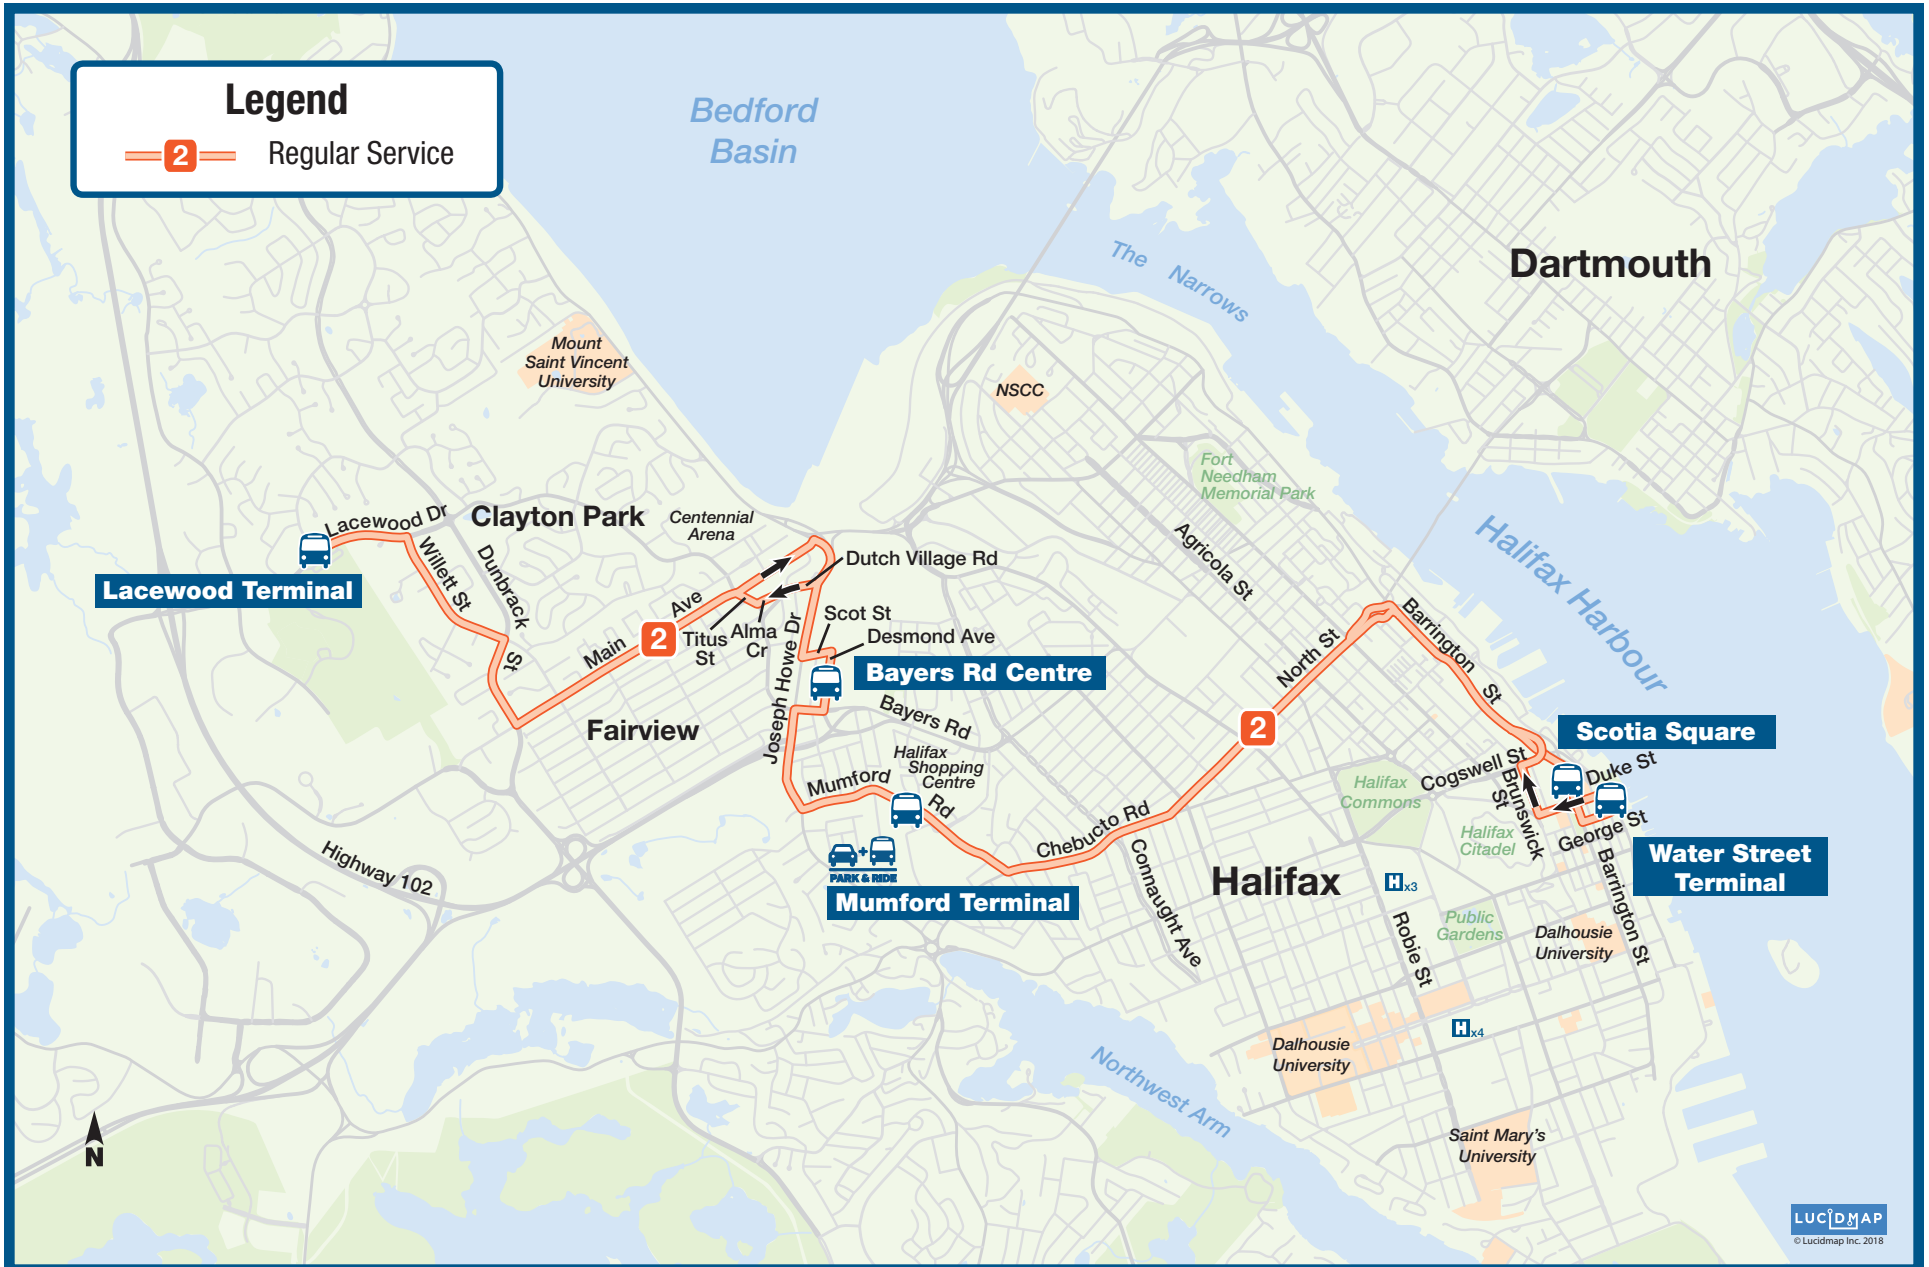 Legend
2 Regular Service
Bedford
Basin
The Narrows
Dartmouth
Mount
Saint Vincent
University
NSCC
Fort
Needham
Memorial Park
Lacewood Dr
Clayton Park
Centennial
Arena
Lacewood Terminal
Willett St
Dunbrack
St
Dutch Village Rd
Agricola St
Halifax Harbour
Main
Ave
2
Titus
St
Alma
Cr
Scot St
Desmond Ave
Joseph Howe Dr
Bayers Rd Centre
North St
Barrington
St
Fairview
Bayers Rd
2
Scotia Square
Halifax
Shopping
Centre
Mumford
Rd
Cogswell St
Duke St
Brunswick
St
Halifax
Commons
Halifax
Citadel
George St
Chebucto Rd
Connaught Ave
PARK & RIDE
Mumford Terminal
Highway 102
Halifax
Water Street
Terminal
H x3
Robie St
Public
Gardens
Dalhousie
University
Barrington St
H x4
Dalhousie
University
Northwest Arm
Saint Mary's
University
N
LUCIDMAP
© Lucidmap Inc. 2018